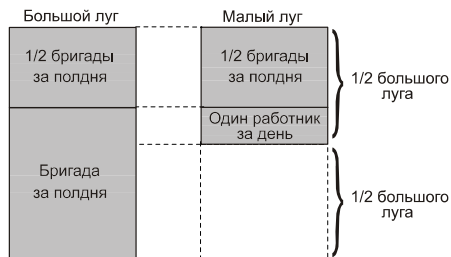 Большой луг
Малый луг
1/2 бригады
за полдня
1/2 бригады
за полдня
1/2 большого
луга
Один работник
за день
Бригада
за полдня
1/2 большого
луга